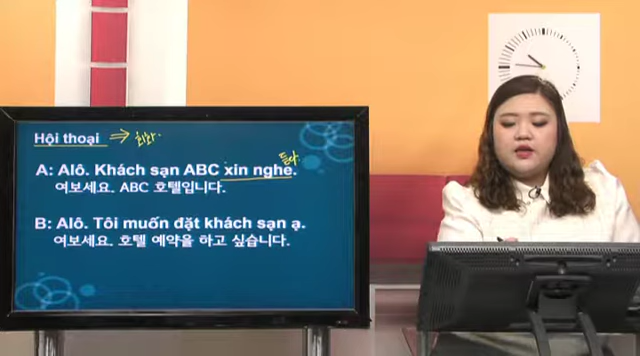 Hội thoại ⇒ 회화.
듣다.
A: Alô. Khách sạn ABC xin nghe.
여보세요. ABC 호텔입니다.
B: Alô. Tôi muốn đặt khách sạn ạ.
여보세요. 호텔 예약을 하고 싶습니다.